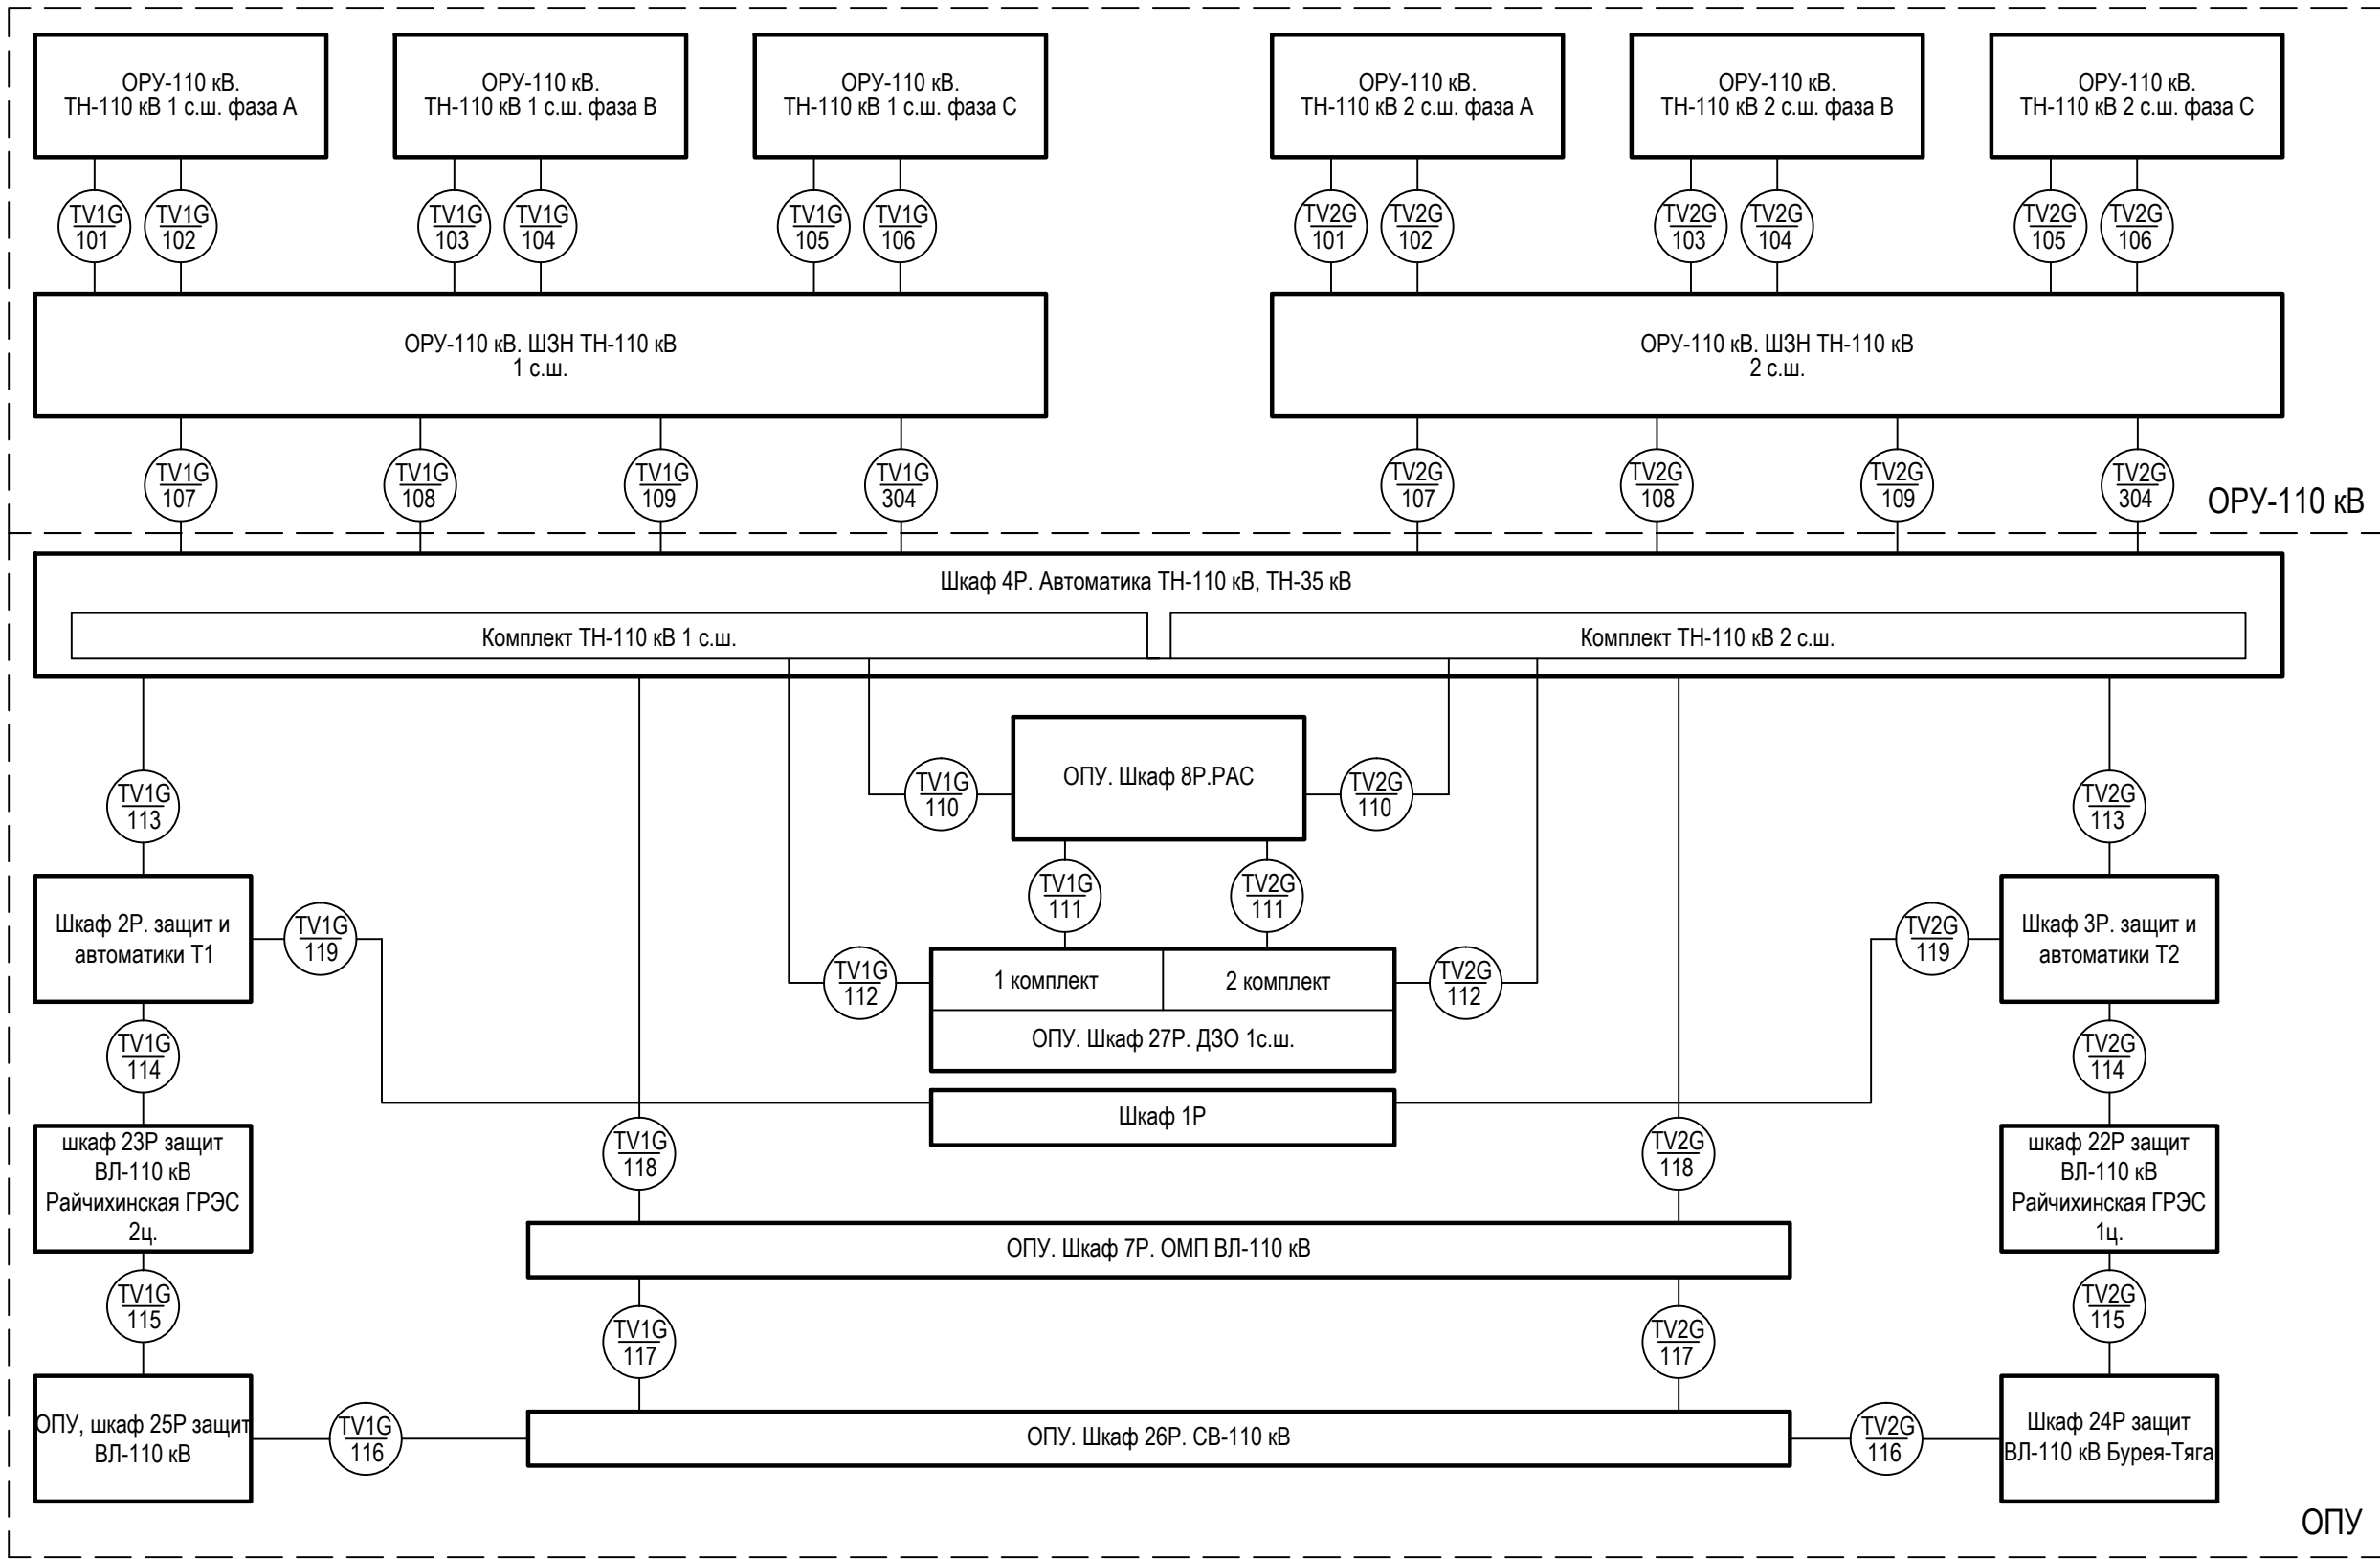 ОРУ-110 кВ.
ТН-110 кВ 1 с.ш. фаза А
ОРУ-110 кВ.
ТН-110 кВ 1 с.ш. фаза В
ОРУ-110 кВ.
ТН-110 кВ 1 с.ш. фаза С
ОРУ-110 кВ.
ТН-110 кВ 2 с.ш. фаза А
ОРУ-110 кВ.
ТН-110 кВ 2 с.ш. фаза В
ОРУ-110 кВ.
ТН-110 кВ 2 с.ш. фаза С
TV1G
101
TV1G
102
TV1G
103
TV1G
104
TV1G
105
TV1G
106
TV2G
101
TV2G
102
TV2G
103
TV2G
104
TV2G
105
TV2G
106
ОРУ-110 кВ. ШЗН ТН-110 кВ
1 с.ш.
ОРУ-110 кВ. ШЗН ТН-110 кВ
2 с.ш.
TV1G
107
TV1G
108
TV1G
109
TV1G
304
TV2G
107
TV2G
108
TV2G
109
TV2G
304
ОРУ-110 кВ
Шкаф 4Р. Автоматика ТН-110 кВ, ТН-35 кВ
Комплект ТН-110 кВ 1 с.ш.
Комплект ТН-110 кВ 2 с.ш.
TV1G
113
TV1G
110
ОПУ. Шкаф 8Р.РАС
TV2G
110
TV2G
113
TV1G
111
TV2G
111
Шкаф 2Р. защит и
автоматики Т1
TV1G
119
TV1G
112
1 комплект
2 комплект
ОПУ. Шкаф 27Р. ДЗО 1с.ш.
TV2G
112
TV2G
119
Шкаф 3Р. защит и
автоматики Т2
TV1G
114
TV2G
114
Шкаф 1Р
шкаф 23Р защит
ВЛ-110 кВ
Райчихинская ГРЭС
2ц.
TV1G
118
TV2G
118
шкаф 22Р защит
ВЛ-110 кВ
Райчихинская ГРЭС
1ц.
ОПУ. Шкаф 7Р. ОМП ВЛ-110 кВ
TV1G
115
TV1G
117
TV2G
117
TV2G
115
ОПУ, шкаф 25Р защит
ВЛ-110 кВ
TV1G
116
ОПУ. Шкаф 26Р. СВ-110 кВ
TV2G
116
Шкаф 24Р защит
ВЛ-110 кВ Бурея-Тяга
ОПУ